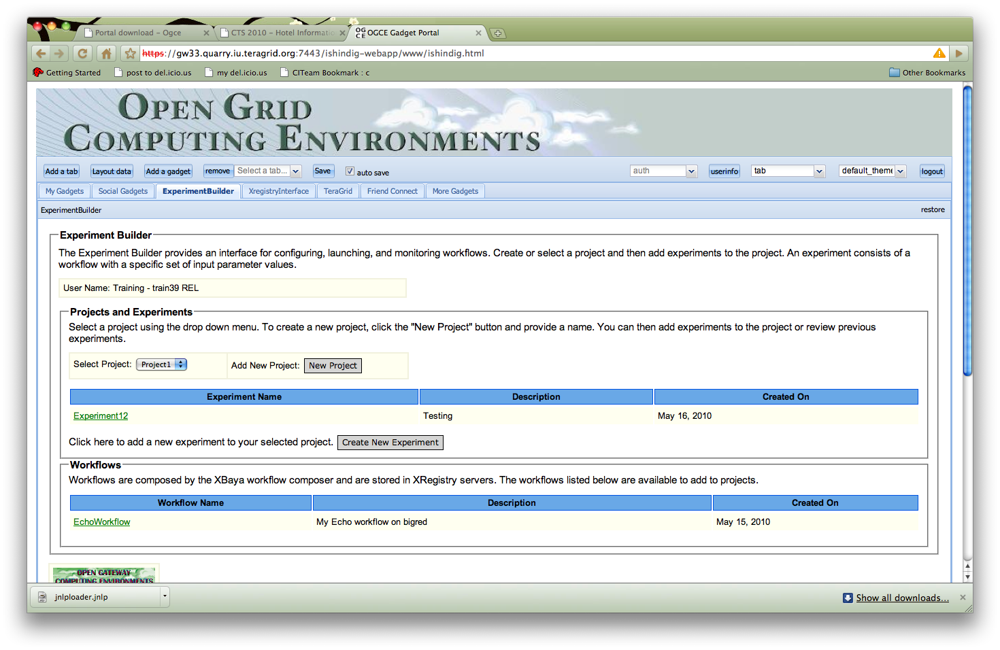 Portal download – Ogce
CTS 2010 – Hotel Informatio
OGCE OGCE Gadget Portal
https://gw33.quarry.iu.teragrid.org:7443/ishindig-webapp/www/ishindig.html
Getting Started post to del.icio.us my del.icio.us CITeam Bookmark : c Other Bookmarks
OPEN GRID
COMPUTING ENVIRONMENTS
Add a tab Layout data Add a gadget remove Select a tab... Save auto save auth userinfo tab default_theme logout
My Gadgets Social Gadgets ExperimentBuilder XregistryInterface TeraGrid Friend Connect More Gadgets
ExperimentBuilder restore
Experiment Builder
The Experiment Builder provides an interface for configuring, launching, and monitoring workflows. Create or select a project and then add experiments to the project. An experiment consists of a
workflow with a specific set of input parameter values.
User Name: Training - train39 REL
Projects and Experiments
Select a project using the drop down menu. To create a new project, click the "New Project" button and provide a name. You can then add experiments to the project or review previous
experiments.
Select Project: Project1 Add New Project: New Project
Experiment Name Description Created On
Experiment12 Testing May 16, 2010
Click here to add a new experiment to your selected project. Create New Experiment
Workflows
Workflows are composed by the XBaya workflow composer and are stored in XRegistry servers. The workflows listed below are available to add to projects.
Workflow Name Description Created On
EchoWorkflow My Echo workflow on bigred May 15, 2010
OPEN GATEWAY
COMPUTING ENVIRONMENTS
jnlploader.jnlp Show all downloads...